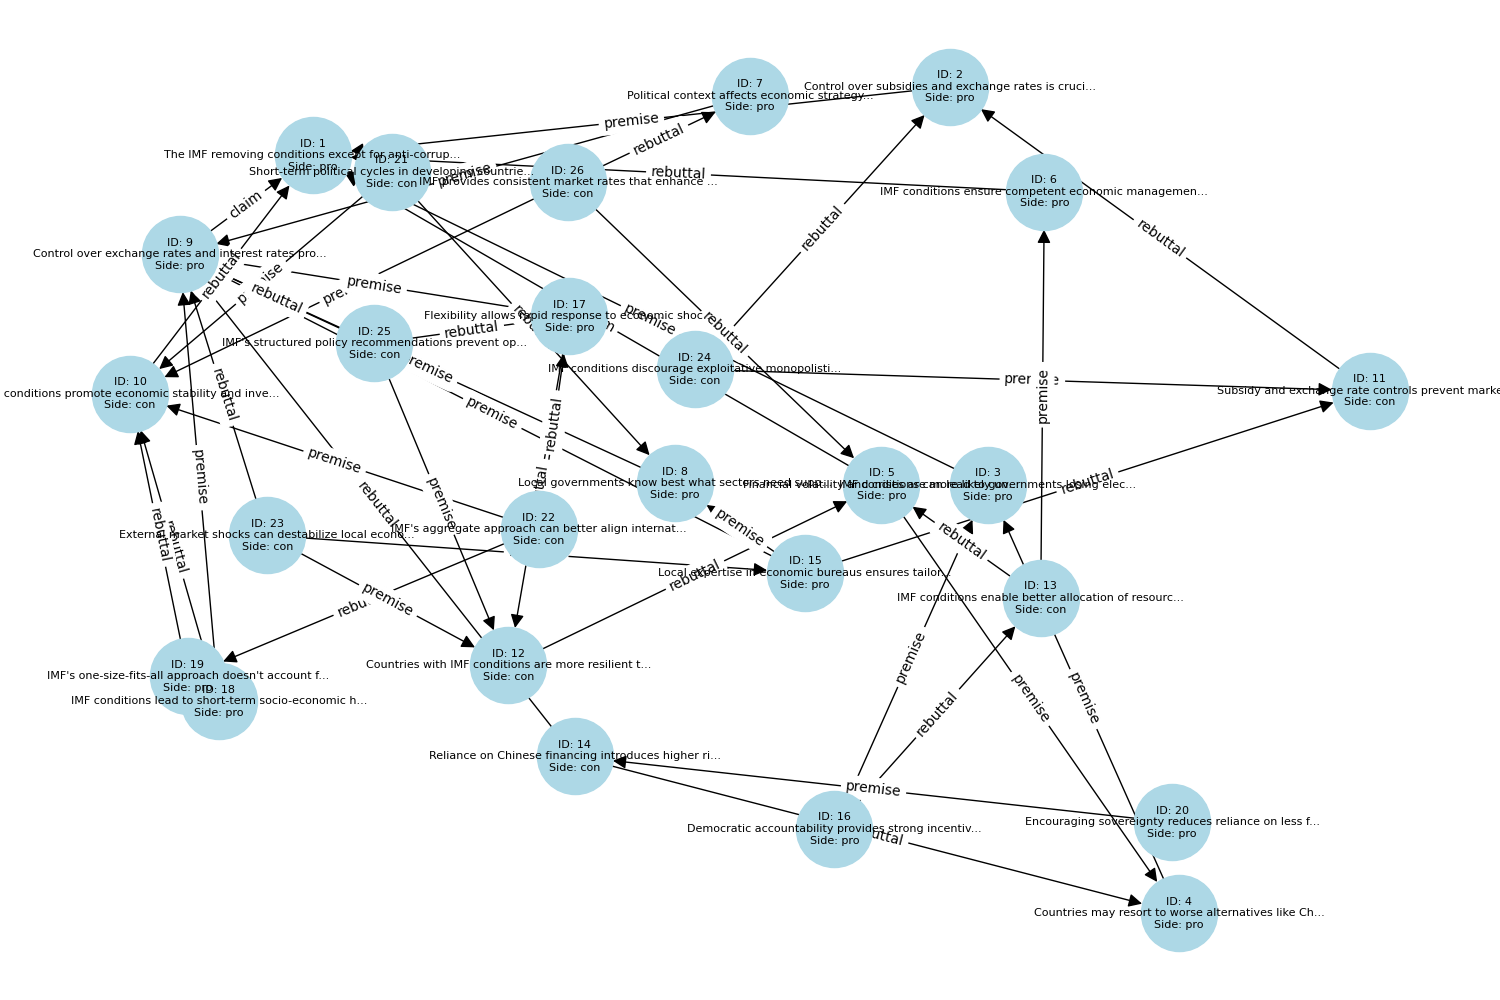 ID: 7
Political context affects economic strategy...
Side: pro
ID: 2
Control over subsidies and exchange rates is cruci...
Side: pro
ID: 1
The IMF removing conditions except for anti-corrup...
Side: pro
ID: 21
Short-term political cycles in developing countrie...
Side: con
ID: 26
IMF provides consistent market rates that enhance ...
Side: con
ID: 6
IMF conditions ensure competent economic managemen...
Side: pro
ID: 9
Control over exchange rates and interest rates pro...
Side: pro
ID: 17
Flexibility allows rapid response to economic shoc
Side: pro
ID: 25
IMF's structured policy recommendations prevent op...
Side: con
ID: 24
IMF conditions discourage exploitative monopolisti...
Side: con
ID: 10
conditions promote economic stability and inve...
Side: con
ID: 11
Subsidy and exchange rate controls prevent marke
Side: con
ID: 8
Local governments know best what sectors need supp...
Side: pro
ID: 5
Financial volatility and crises can lead to
Side: pro
ID: 3
IMF conditions are more likely governments being elec...
Side: pro
ID: 22
IMF's aggregate approach can better align internat...
Side: con
ID: 23
External market shocks can destabilize local econo...
Side: con
ID: 15
Local expertise in economic bureaus ensures tailor...
Side: pro
ID: 13
IMF conditions enable better allocation of resourc...
Side: con
ID: 12
Countries with IMF conditions are more resilient t...
Side: con
ID: 19
IMF's one-size-fits-all approach doesn't account f...
Side: pro
ID: 18
IMF conditions lead to short-term socio-economic h...
Side: pro
ID: 14
Reliance on Chinese financing introduces higher ri...
Side: con
ID: 16
Democratic accountability provides strong incentiv...
Side: pro
ID: 20
Encouraging sovereignty reduces reliance on less f...
Side: pro
ID: 4
Countries may resort to worse alternatives like Ch...
Side: pro
premise
rebuttal
premise
rebuttal
claim
rebuttal
rebuttal
rebuttal
premise
rebuttal
rebuttal
premise
rebuttal
premise
premise
rebuttal
premise
rebuttal
premise
premise
rebuttal
premise
premise
rebuttal
rebuttal
rebuttal
premise
rebuttal
rebuttal
premise
premise
rebuttal
premise
premise
rebuttal
premise